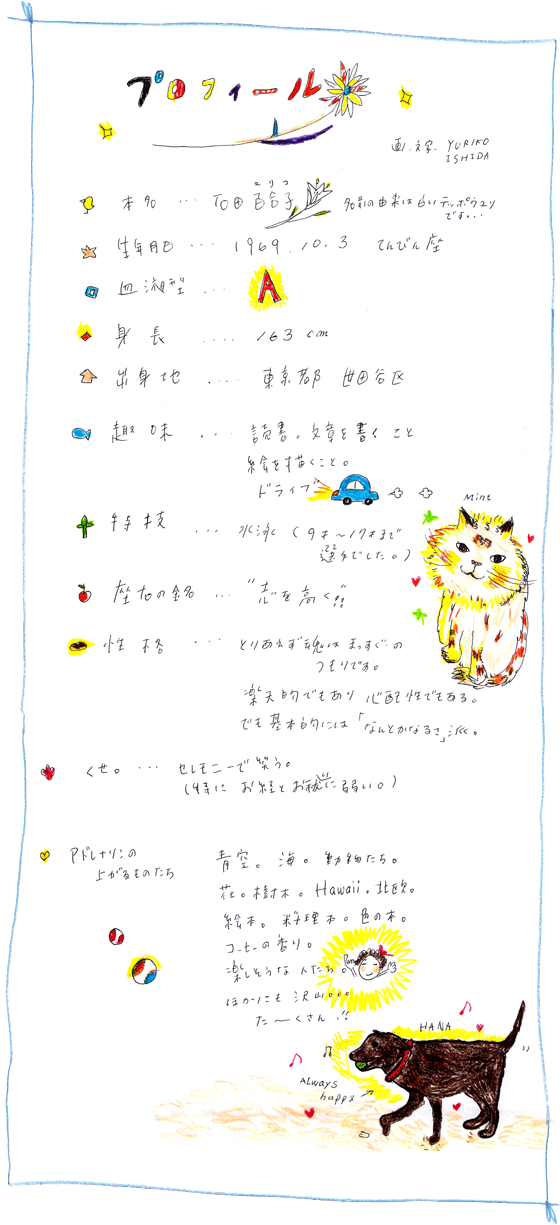 プロフィール
画・文字. YURIKO
ISHIDA
ゆりこ
本名 … 石田百合子 名前の由来は白いテッポウユリ
です…
生年月日 … 1969.10.3 てんびん座
血液型 … A
身長 .... 163 cm
出身地 .... 東京都 世田谷区
趣味 ... 読書。文章を書くこと
絵を描くこと。
ドライブ
Mint
特技 ... 水泳 (9才〜17才まで
選手でした。)
座右の銘 ... "志"を高く!!
性格 .... とりあえず魂はまっすぐの
つもりです。
楽天的でもあり 心配性でもある。
でも基本的には「なんとかなるさ」派。
くせ。... セレモニーで笑う。
(特に お経とお祓いに弱い。)
アドレナリンの
上がるものたち
青空。海。動物たち。
花。樹木。Hawaii。北欧。
絵本。料理本。色の本。
コーヒーの香り。
楽しそうな人たち。
ほかにも 沢山。。。
た〜くさん.!!
HANA
Always
happy